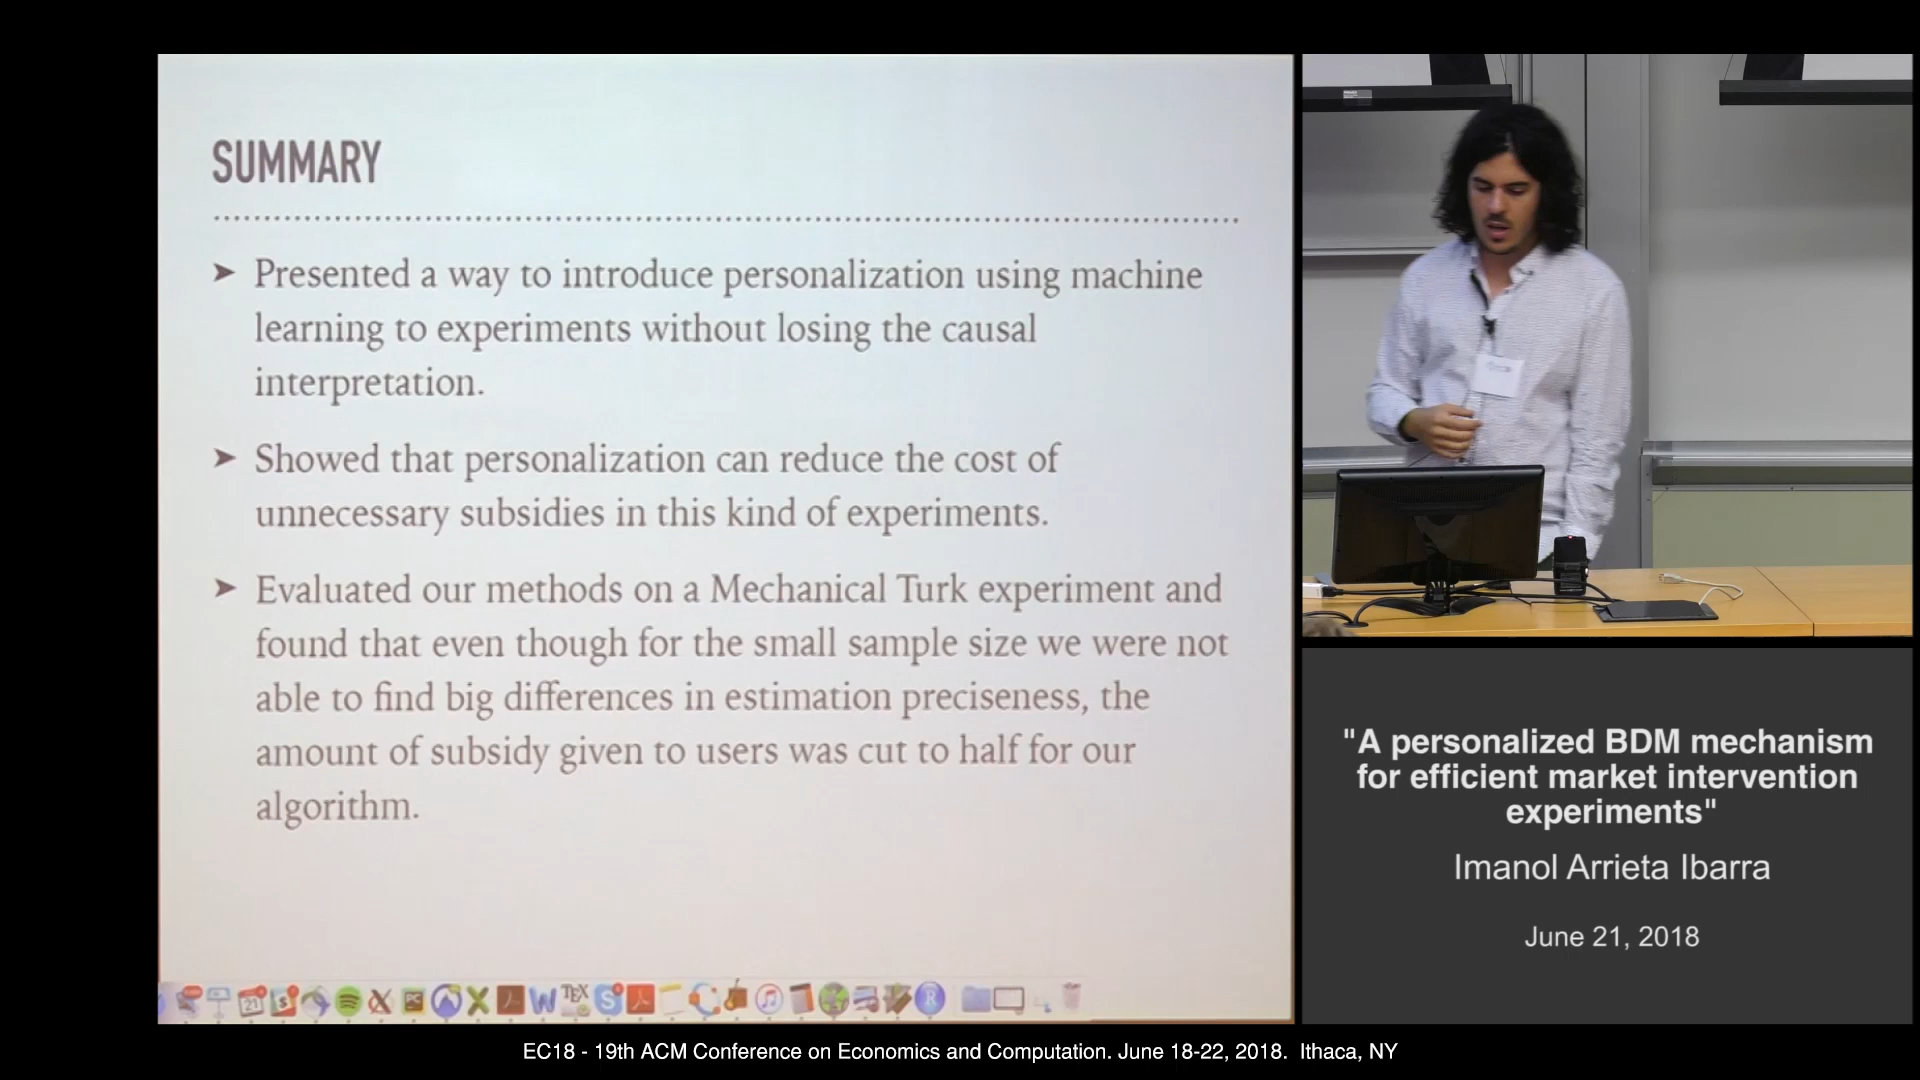 SUMMARY
➤ Presented a way to introduce personalization using machine
learning to experiments without losing the causal
interpretation.
➤ Showed that personalization can reduce the cost of
unnecessary subsidies in this kind of experiments.
➤ Evaluated our methods on a Mechanical Turk experiment and
found that even though for the small sample size we were not
able to find big differences in estimation preciseness, the
amount of subsidy given to users was cut to half for our
algorithm.
"A personalized BDM mechanism
for efficient market intervention
experiments"
Imanol Arrieta Ibarra
June 21, 2018
EC18 - 19th ACM Conference on Economics and Computation. June 18-22, 2018. Ithaca, NY